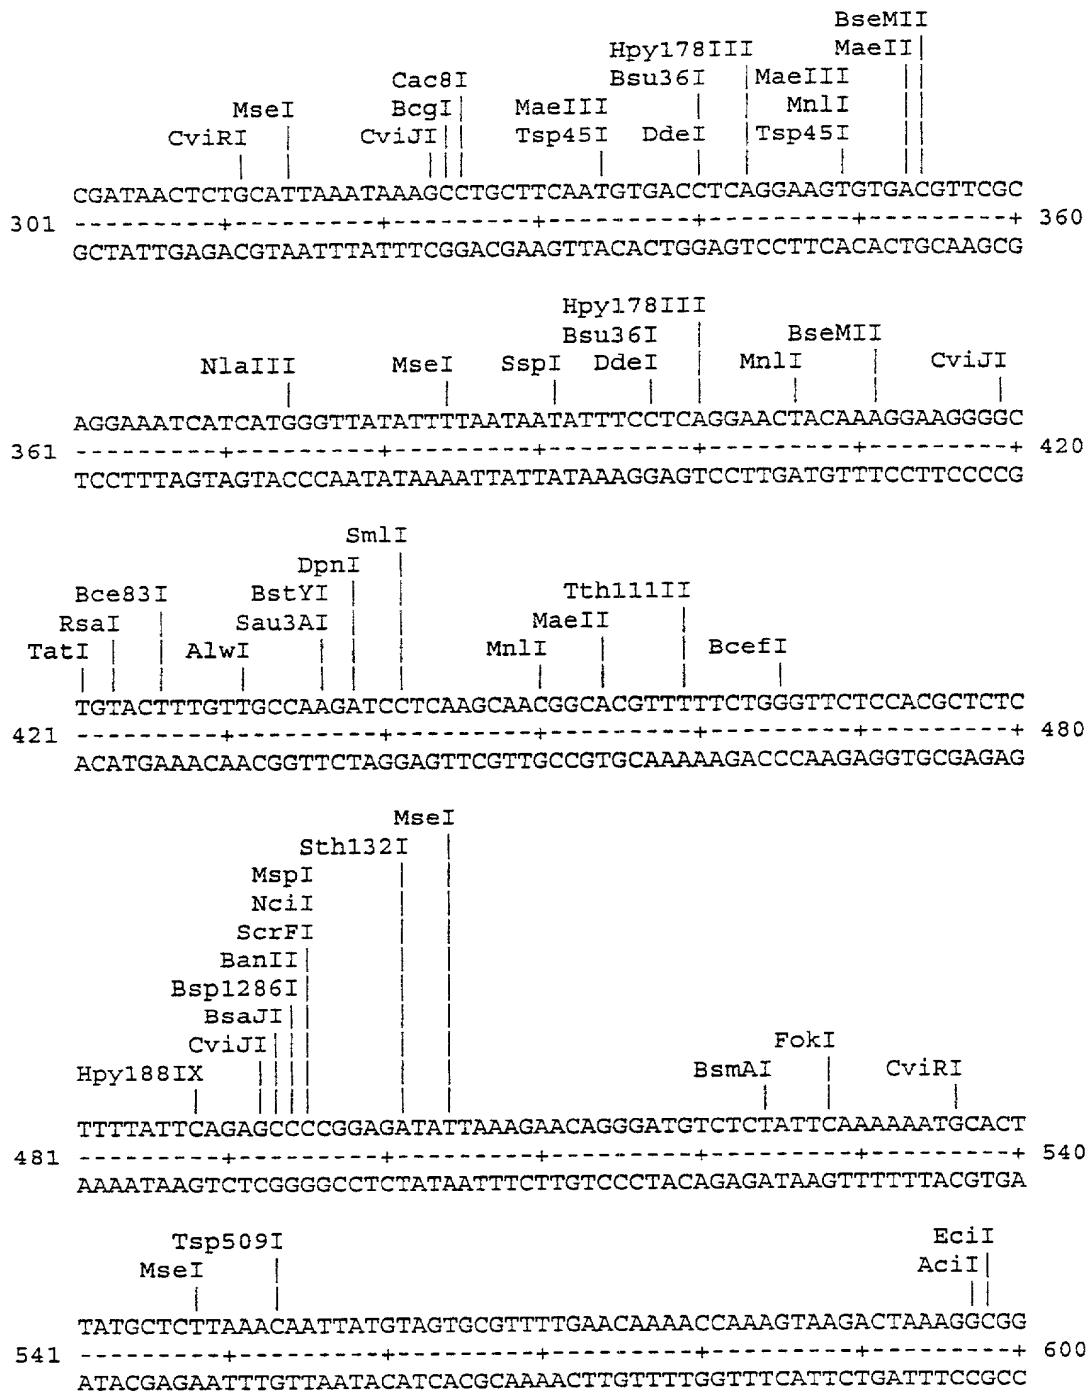 BseMII
Hpy178III MaeII
Cac8I Bsu36I MaeIII
MseI BcgI MaeIII MnlI
CviRI CviJI Tsp45I DdeI Tsp45I
CGATAACTCTGCATTAAATAAAGCCTGCTTCAATGTGACCTCAGGAAGTGTGACGTTCGC
301 ---------+---------+---------+---------+---------+---------+ 360
GCTATTGAGACGTAATTTATTTCGGACGAAGTTACACTGGAGTCCTTCACACTGCAAGCG
Hpy178III
Bsu36I BseMII
NlaIII MseI SspI DdeI MnlI CviJI
AGGAAATCATCATGGGTTATATTTTAATAATATTTCCTCAGGAACTACAAAGGAAGGGGC
361 ---------+---------+---------+---------+---------+---------+ 420
TCCTTTAGTAGTACCCAATATAAAATTATTATAAAGGAGTCCTTGATGTTTCCTTCCCCG
SmlI
DpnI
Bce83I BstYI Tth111II
RsaI Sau3AI MaeII
TatI AlwI MnlI BcefI
TGTACTTTGTTGCCAAGATCCTCAAGCAACGGCACGTTTTTCTGGGTTCTCCACGCTCTC
421 ---------+---------+---------+---------+---------+---------+ 480
ACATGAAACAACGGTTCTAGGAGTTCGTTGCCGTGCAAAAAGACCCAAGAGGTGCGAGAG
MseI
Sth132I
MspI
NciI
ScrFI
BanII
Bsp1286I
BsaJI
CviJI FokI
Hpy188IX BsmAI CviRI
TTTTATTCAGAGCCCCGGAGATATTAAAGAACAGGGATGTCTCTATTCAAAAAATGCACT
481 ---------+---------+---------+---------+---------+---------+ 540
AAAATAAGTCTCGGGGCCTCTATAATTTCTTGTCCCTACAGAGATAAGTTTTTTACGTGA
Tsp509I EciI
MseI AciI
TATGCTCTTAAACAATTATGTAGTGCGTTTTGAACAAAACCAAAGTAAGACTAAAGGCGG
541 ---------+---------+---------+---------+---------+---------+ 600
ATACGAGAATTTGTTAATACATCACGCAAAACTTGTTTTGGTTTCATTCTGATTTCCGCC